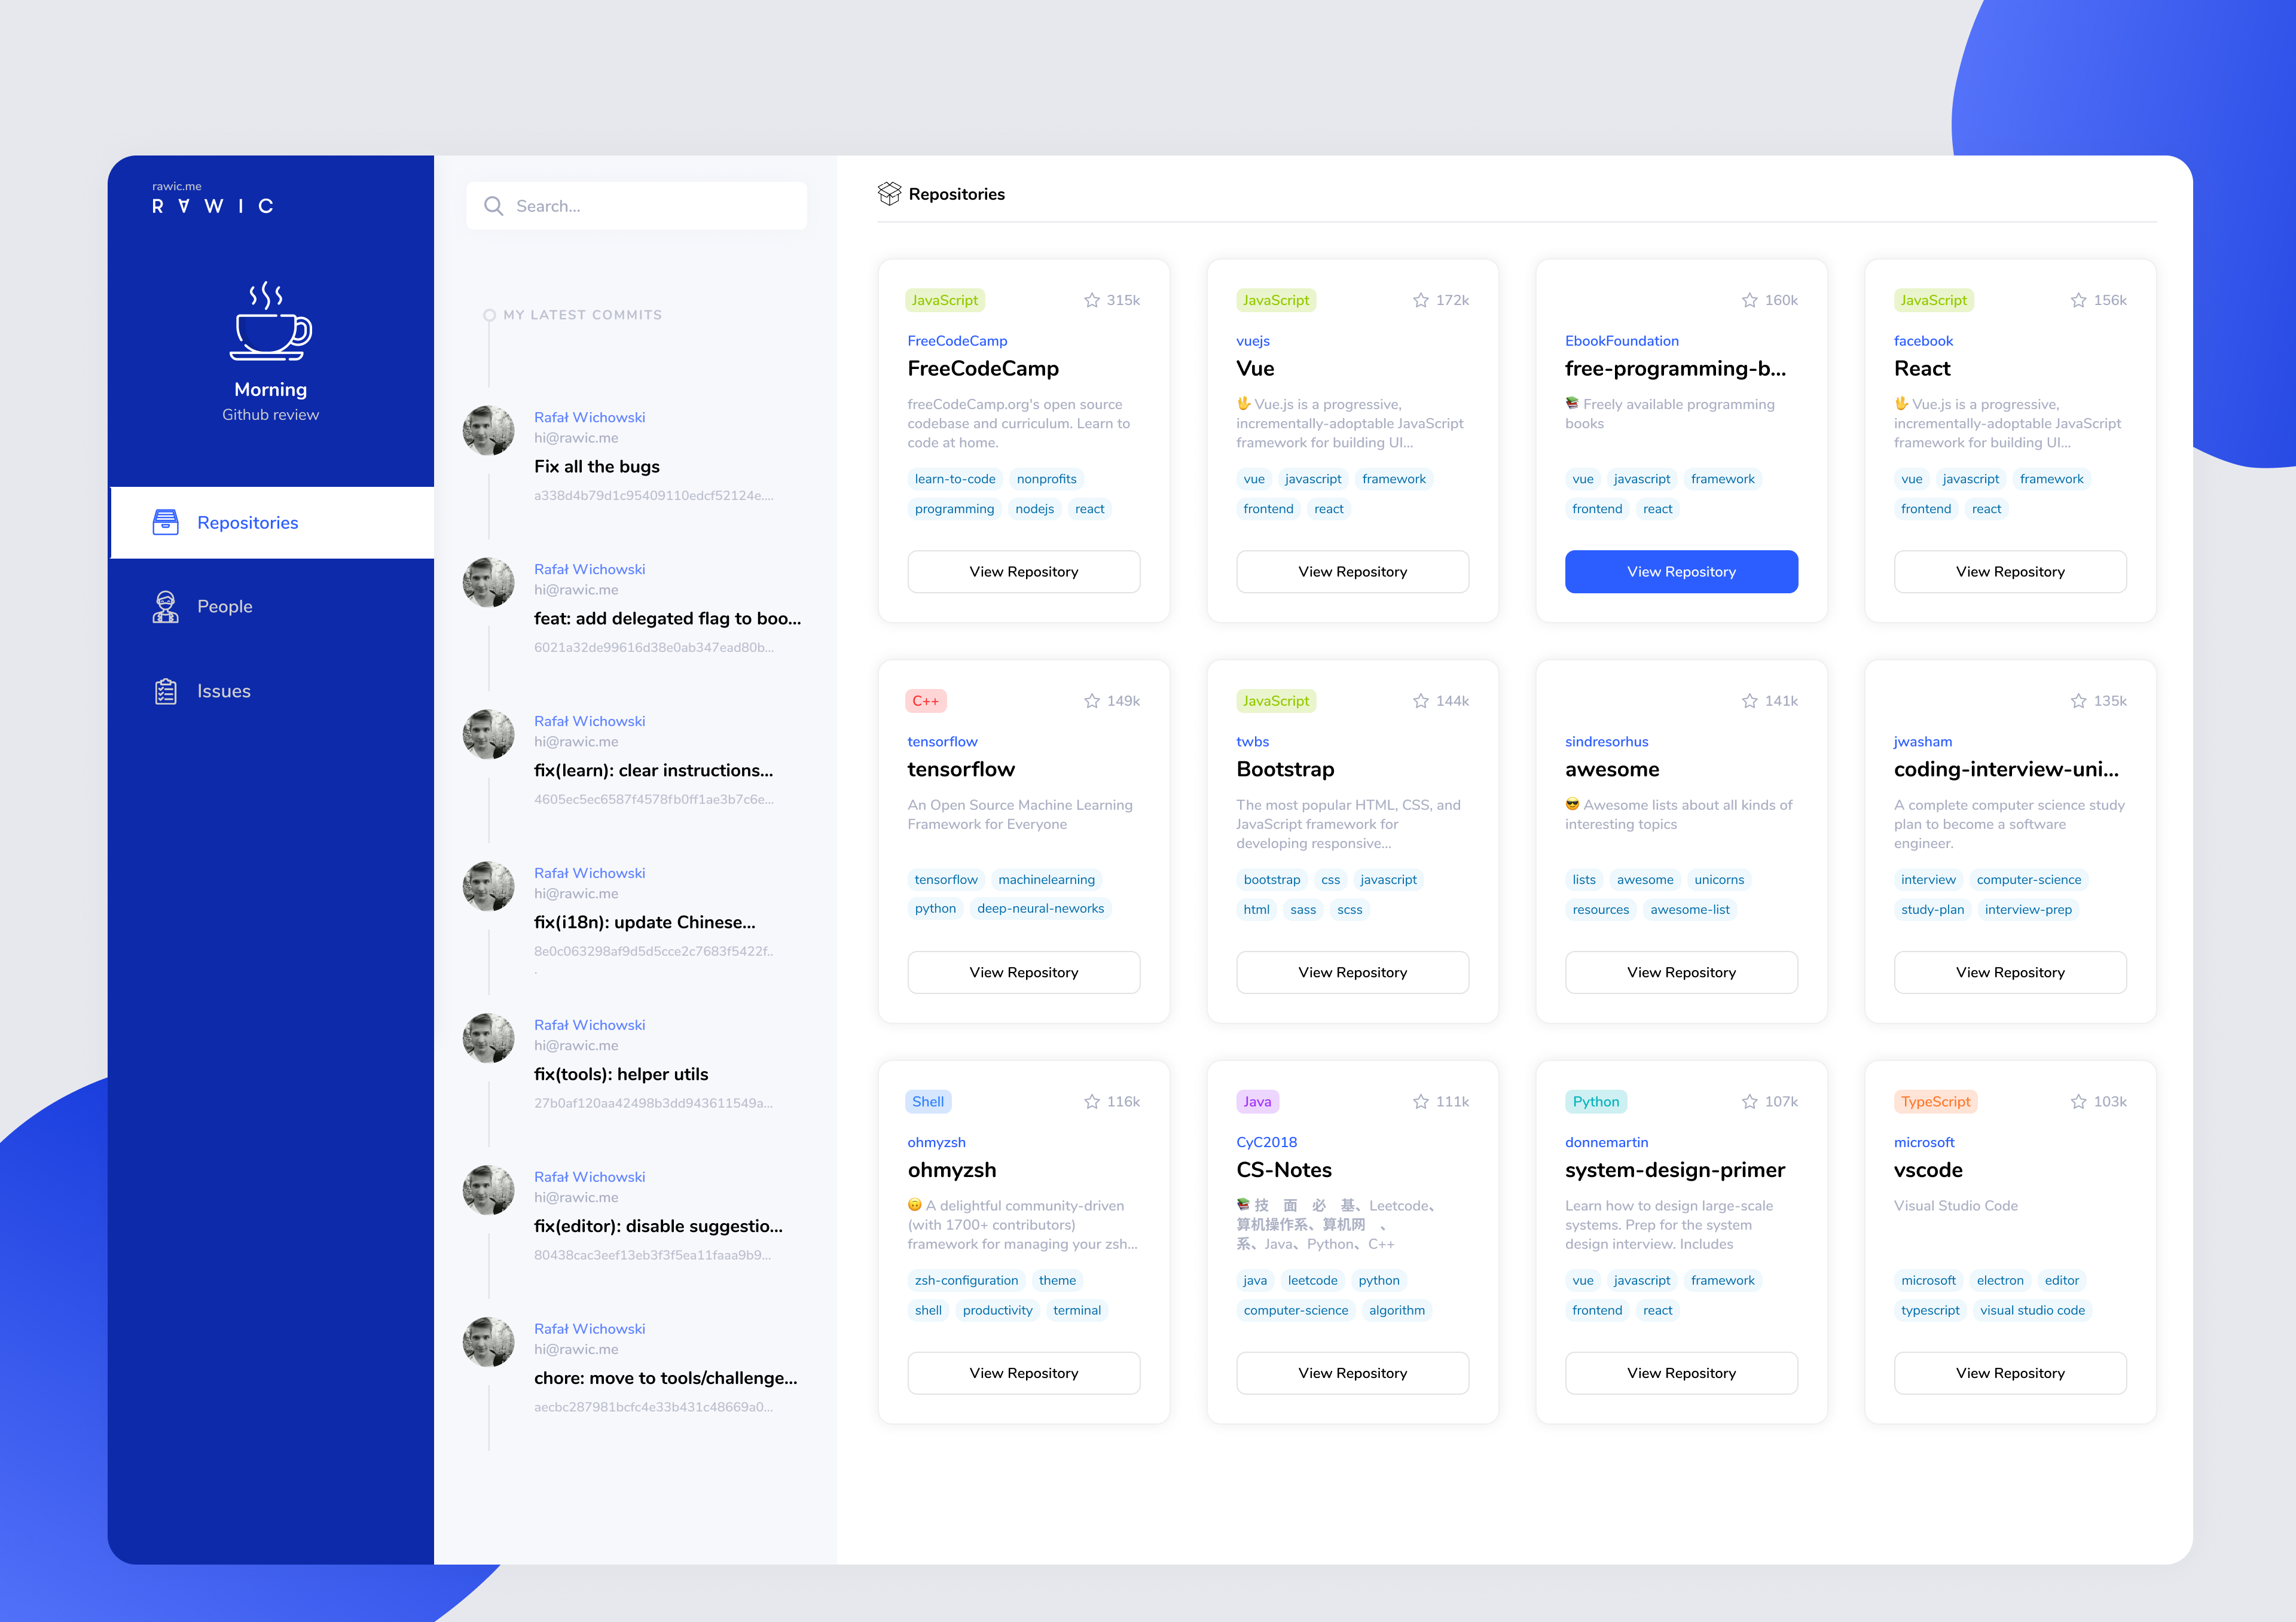 rawic.me
RAWIC
Morning
Github review
Repositories
People
Issues
Search...
MY LATEST COMMITS
Rafał Wichowski
hi@rawic.me
Fix all the bugs
a338d4b79d1c95409110edcf52124e....
Rafał Wichowski
hi@rawic.me
feat: add delegated flag to boo...
6021a32de99616d38e0ab347ead80b...
Rafał Wichowski
hi@rawic.me
fix(learn): clear instructions...
4605ec5ec6587f4578fb0ff1ae3b7c6e...
Rafał Wichowski
hi@rawic.me
fix(i18n): update Chinese...
8e0c063298af9d5d5cce2c7683f5422f..
.
Rafał Wichowski
hi@rawic.me
fix(tools): helper utils
27b0af120aa42498b3dd943611549a...
Rafał Wichowski
hi@rawic.me
fix(editor): disable suggestio...
80438cac3eef13eb3f3f5ea11faaa9b9...
Rafał Wichowski
hi@rawic.me
chore: move to tools/challenge...
aecbc287981bcfc4e33b431c48669a0...
Repositories
JavaScript 315k
FreeCodeCamp
FreeCodeCamp
freeCodeCamp.org's open source
codebase and curriculum. Learn to
code at home.
learn-to-code nonprofits
programming nodejs react
View Repository
JavaScript 172k
vuejs
Vue
🖖 Vue.js is a progressive,
incrementally-adoptable JavaScript
framework for building UI...
vue javascript framework
frontend react
View Repository
160k
EbookFoundation
free-programming-b...
📚 Freely available programming
books
vue javascript framework
frontend react
View Repository
JavaScript 156k
facebook
React
🖖 Vue.js is a progressive,
incrementally-adoptable JavaScript
framework for building UI...
vue javascript framework
frontend react
View Repository
C++ 149k
tensorflow
tensorflow
An Open Source Machine Learning
Framework for Everyone
tensorflow machinelearning
python deep-neural-neworks
View Repository
JavaScript 144k
twbs
Bootstrap
The most popular HTML, CSS, and
JavaScript framework for
developing responsive...
bootstrap css javascript
html sass scss
View Repository
141k
sindresorhus
awesome
😎 Awesome lists about all kinds of
interesting topics
lists awesome unicorns
resources awesome-list
View Repository
135k
jwasham
coding-interview-uni...
A complete computer science study
plan to become a software
engineer.
interview computer-science
study-plan interview-prep
View Repository
Shell 116k
ohmyzsh
ohmyzsh
🙃 A delightful community-driven
(with 1700+ contributors)
framework for managing your zsh...
zsh-configuration theme
shell productivity terminal
View Repository
Java 111k
CyC2018
CS-Notes
📚 技 面 必 基、Leetcode、
算机操作系、算机网 、
系、Java、Python、C++
java leetcode python
computer-science algorithm
View Repository
Python 107k
donnemartin
system-design-primer
Learn how to design large-scale
systems. Prep for the system
design interview. Includes
vue javascript framework
frontend react
View Repository
TypeScript 103k
microsoft
vscode
Visual Studio Code
microsoft electron editor
typescript visual studio code
View Repository